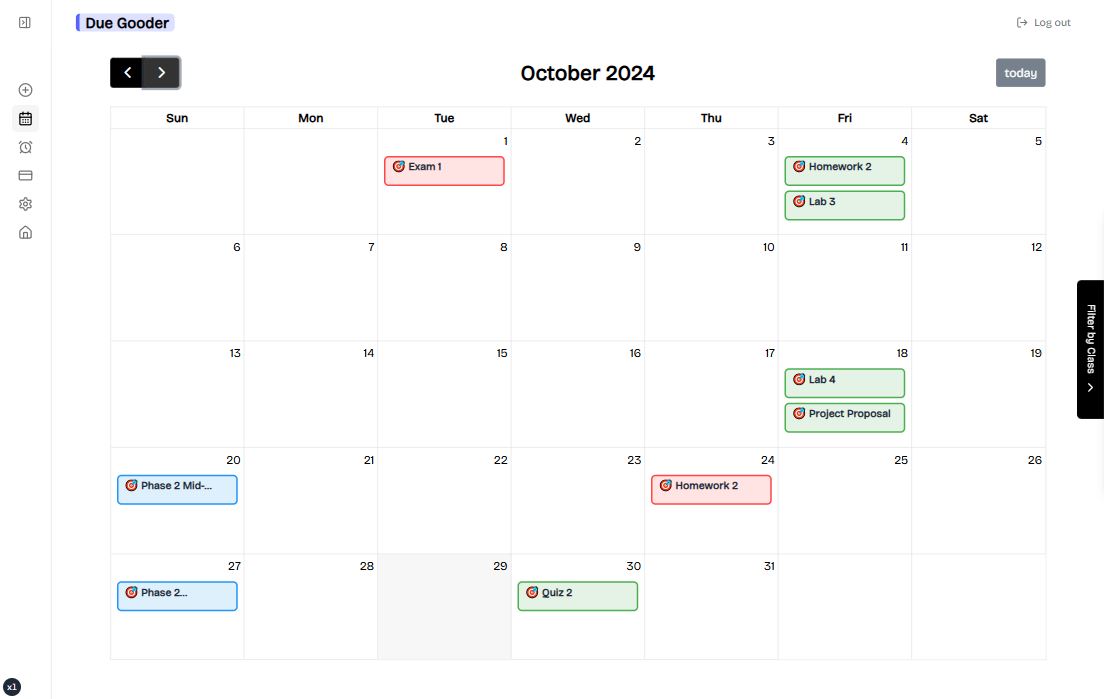 Due Gooder
Log out
October 2024
today
Sun Mon Tue Wed Thu Fri Sat
1 2 3 4 5
Exam 1
Homework 2
Lab 3
6 7 8 9 10 11 12
13 14 15 16 17 18 19
Lab 4
Project Proposal
20 21 22 23 24 25 26
Phase 2 Mid-...
Homework 2
27 28 29 30 31
Phase 2...
Quiz 2
Filter by Class
x1